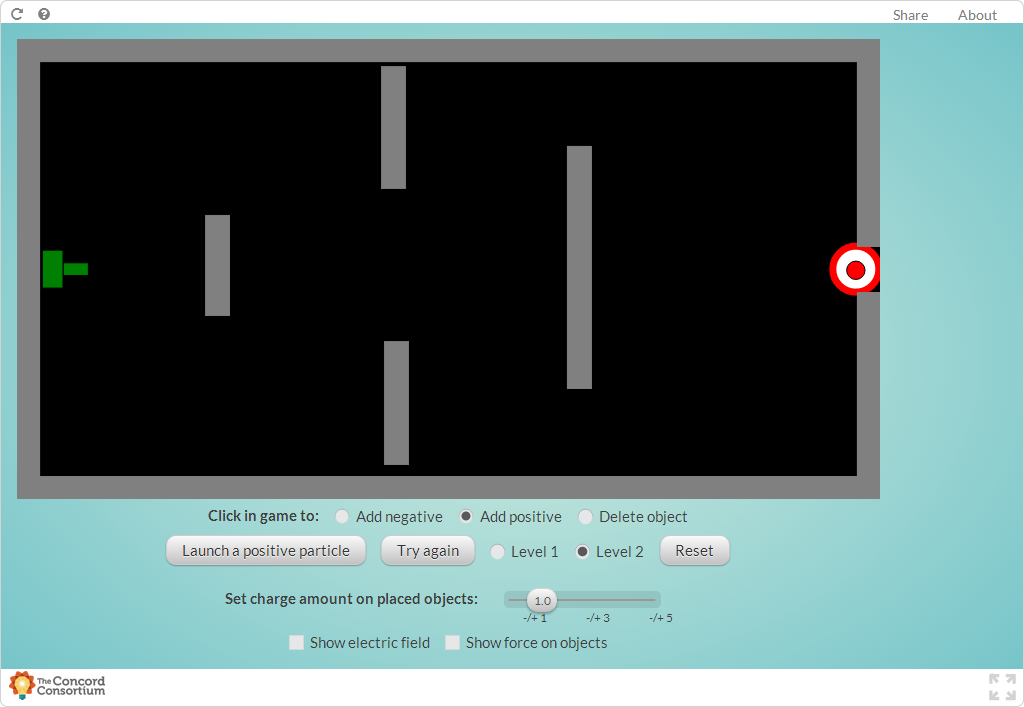 Share About
Click in game to: Add negative Add positive Delete object
Launch a positive particle Try again Level 1 Level 2 Reset
Set charge amount on placed objects: 1.0
-/+ 1 -/+ 3 -/+ 5
Show electric field Show force on objects
The Concord
Consortium